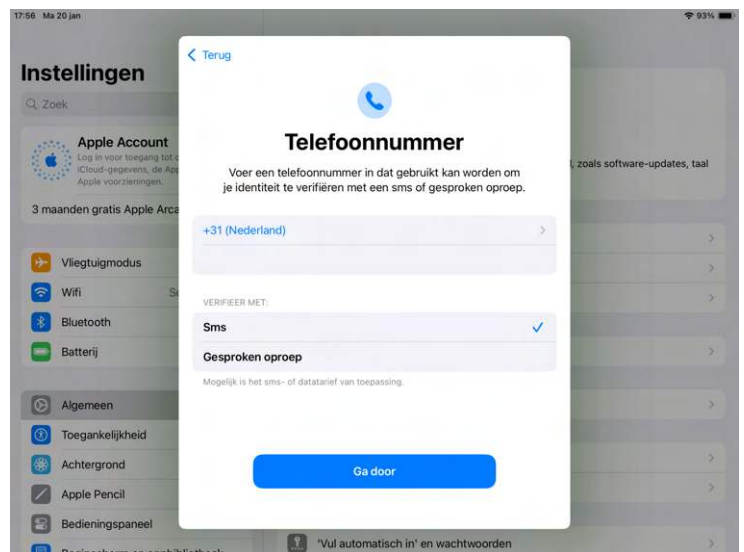 17:56 Ma 20 jan
93%
Instellingen
Zoek
Apple Account
Log in voor toegang tot
iCloud-gegevens, de
Apple voorzieningen.
3 maanden gratis Apple
Vliegtuigmodus
Wifi
Bluetooth
Batterij
Algemeen
Toegankelijkheid
Achtergrond
Apple Pencil
Bedieningspaneel
Terug
Telefoonnummer
Voer een telefoonnummer in dat gebruikt kan worden om
je identiteit te verifiëren met een sms of gesproken oproep.
+31 (Nederland)
VERIFIEER MET:
Sms
Gesproken oproep
Mogelijk is het sms- of datatarief van toepassing.
Ga door
zoals software-updates, taal
'Vul automatisch in' en wachtwoorden